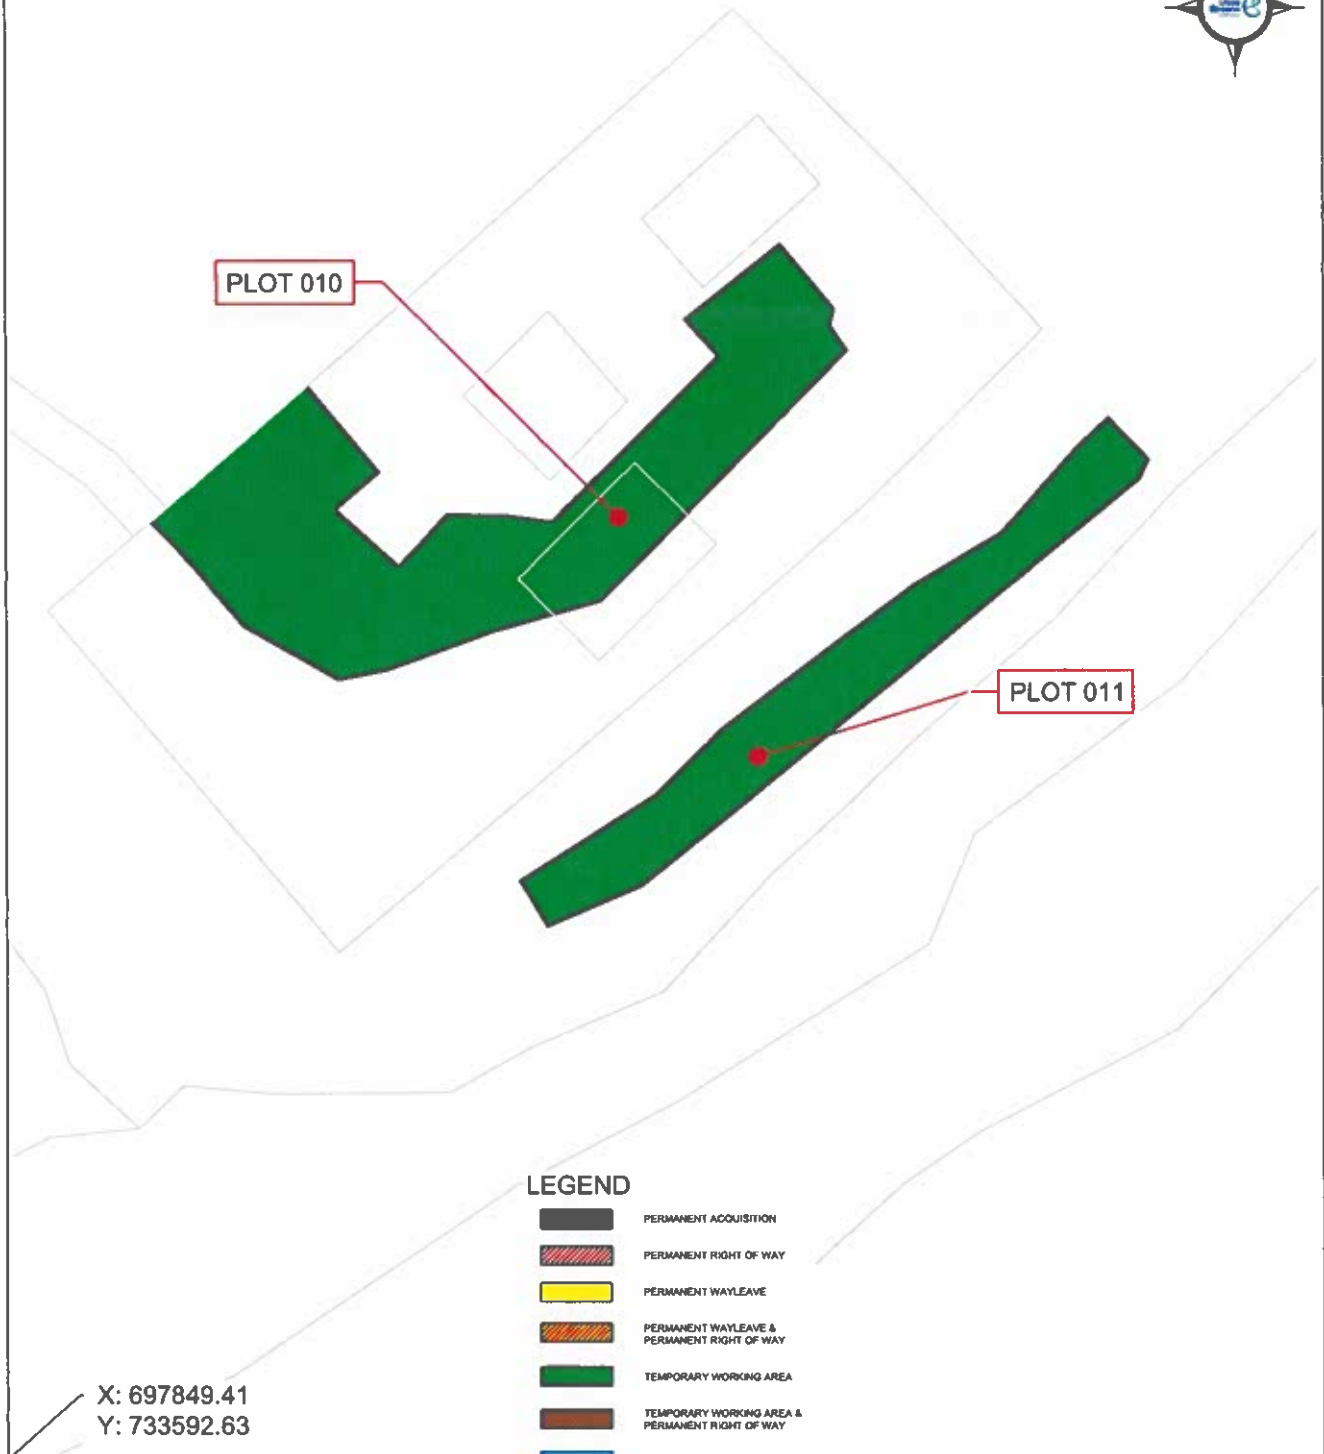 PLOT 010
PLOT 011
LEGEND
PERMANENT ACQUISITION
PERMANENT RIGHT OF WAY
PERMANENT WAYLEAVE
PERMANENT WAYLEAVE &
PERMANENT RIGHT OF WAY
TEMPORARY WORKING AREA
TEMPORARY WORKING AREA &
PERMANENT RIGHT OF WAY
X: 697849.41
Y: 733592.63